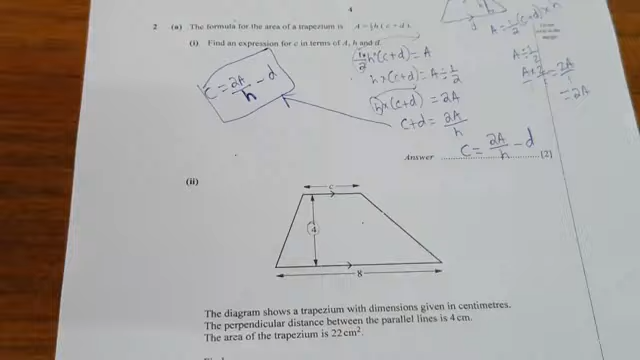 4
2 (a) The formula for the area of a trapezium is A = ½h(c + d).
(i) Find an expression for c in terms of A, h and d.
A = ½(c+d) × h
½h × (c+d) = A
h × (c+d) = A ÷ ½
h × (c+d) = 2A
c+d = 2A/h
C = 2A/h - d
A ÷ ½
= 2A
Answer C = 2A/h - d [2]
(ii)
c
4
8
The diagram shows a trapezium with dimensions given in centimetres.
The perpendicular distance between the parallel lines is 4 cm.
The area of the trapezium is 22 cm².